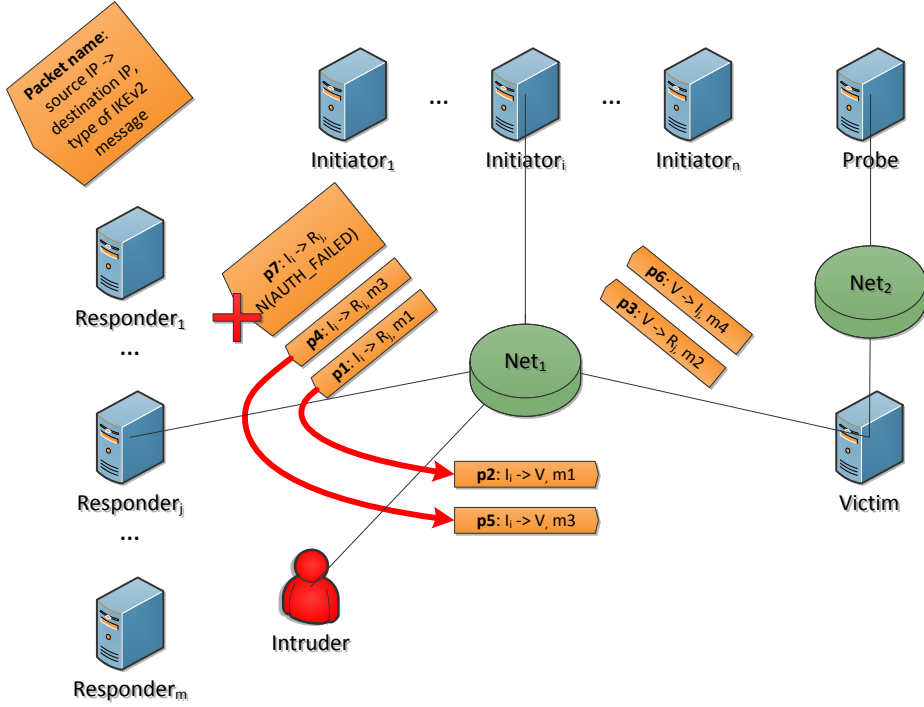 Packet name:
source IP ->
destination IP,
type of IKEv2
message
...
...
Initiator₁
Initiatorᵢ
Initiatorₙ
Probe
p7: Iᵢ -> Rⱼ,
N(AUTH_FAILED)
p4: Iᵢ -> Rⱼ, m3
p1: Iᵢ -> Rⱼ, m1
p6: V -> Iⱼ, m4
p3: V -> Rⱼ, m2
Net₂
Responder₁
...
Net₁
p2: Iᵢ -> V, m1
p5: Iᵢ -> V, m3
Responderⱼ
Victim
...
Intruder
Responderₘ